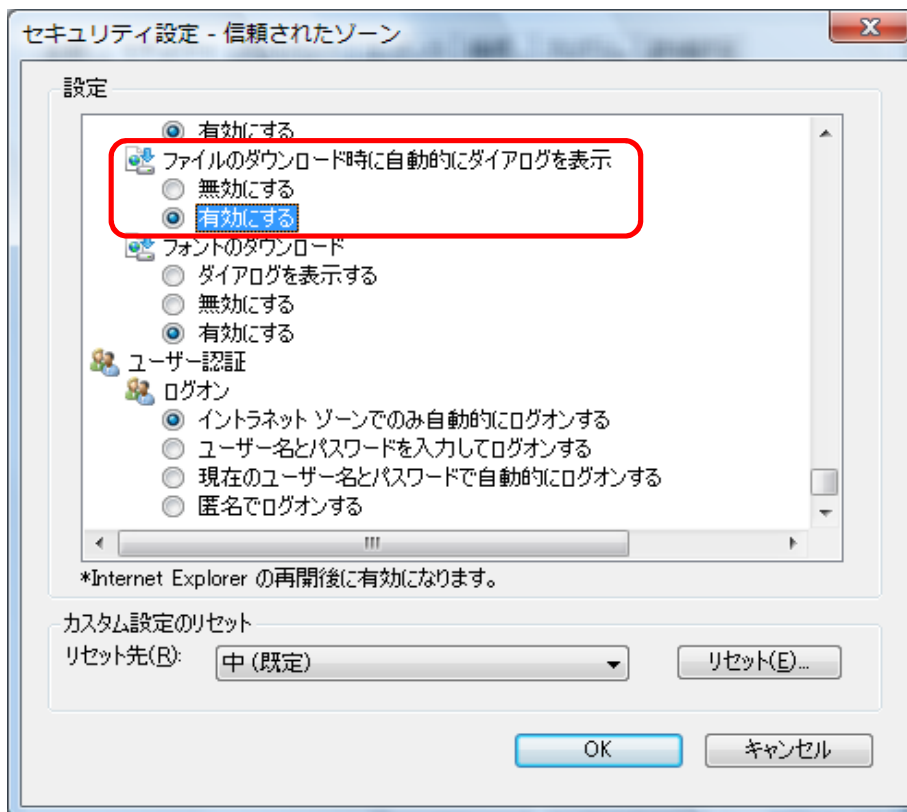 セキュリティ設定 - 信頼されたゾーン
設定
有効にする
ファイルのダウンロード時に自動的にダイアログを表示
無効にする
有効にする
フォントのダウンロード
ダイアログを表示する
無効にする
有効にする
ユーザー認証
ログオン
イントラネット ゾーンでのみ自動的にログオンする
ユーザー名とパスワードを入力してログオンする
現在のユーザー名とパスワードで自動的にログオンする
匿名でログオンする
*Internet Explorer の再開後に有効になります。
カスタム設定のリセット
リセット先(R):
中 (既定)
リセット(E)...
OK
キャンセル